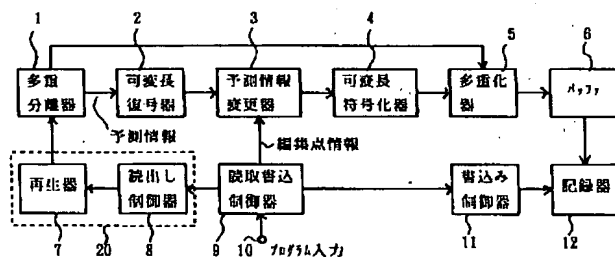 1
2
3
4
5
6
多重
分離器
可変長
復号器
予測情報
変更器
可変長
符号化器
多重化
器
バッファ
予測情報
編集点情報
再生器
読出し
制御器
読取書込
制御器
書込み
制御器
記録器
7
8
9
10
プログラム入力
11
12
20